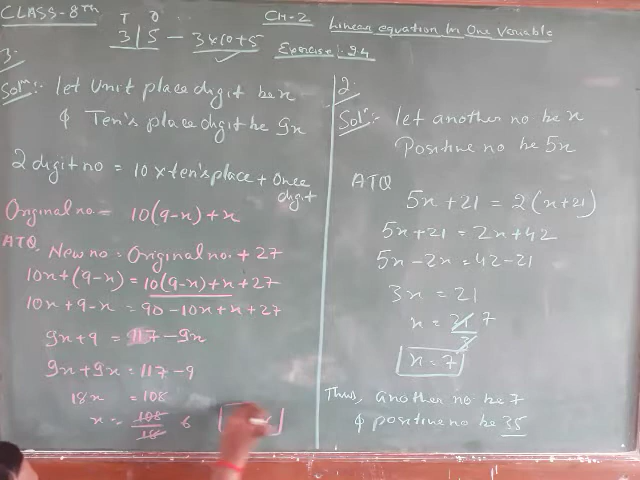 CLASS-8Th
CH-2 Linear equation In One Variable
Exercise:- 2.4
T O
3 | 5 - 3x10+5
3.
Soln:- let Unit place digit be x
& Ten's place digit be 9x
2 digit no = 10 x ten's place + Once digit
Original no = 10(9-x)+x
ATQ New no = Original no. + 27
10x+(9-x) = 10(9-x)+x+27
10x+9-x = 90-10x+x+27
9x+9 = 117-9x
9x+9x = 117-9
18x = 108
x = 108/18 6
2.
Soln:- let another no be x
Positive no be 5x
ATQ
5x+21 = 2(x+21)
5x+21 = 2x+42
5x-2x = 42-21
3x = 21
x = 21/3 7
x = 7
Thus, another no be 7
& positive no be 35